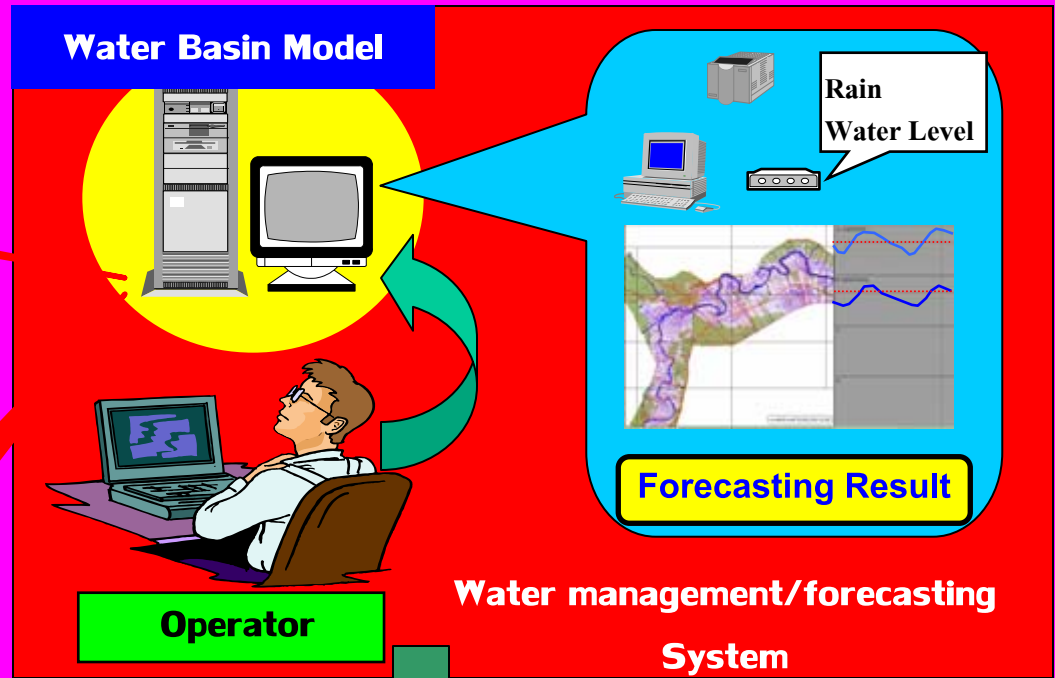 Water Basin Model
Rain
Water Level
Forecasting Result
Operator
Water management/forecasting
System